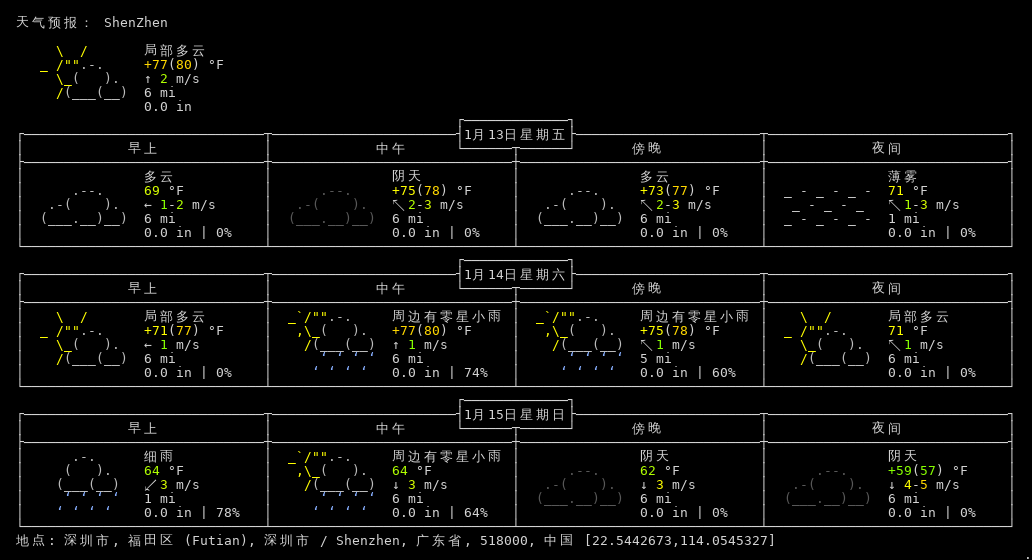 天气预报： ShenZhen
局部多云
+77(80) °F
↑ 2 m/s
6 mi
0.0 in
1月13日星期五
早上 中午 傍晚 夜间
多云 阴天 多云 薄雾
69 °F +75(78) °F +73(77) °F 71 °F
← 1-2 m/s ↖ 2-3 m/s ↖ 2-3 m/s ↖ 1-3 m/s
6 mi 6 mi 6 mi 1 mi
0.0 in | 0% 0.0 in | 0% 0.0 in | 0% 0.0 in | 0%
1月14日星期六
早上 中午 傍晚 夜间
局部多云 周边有零星小雨 周边有零星小雨 局部多云
+71(77) °F +77(80) °F +75(78) °F 71 °F
← 1 m/s ↑ 1 m/s ↖ 1 m/s ↖ 1 m/s
6 mi 6 mi 5 mi 6 mi
0.0 in | 0% 0.0 in | 74% 0.0 in | 60% 0.0 in | 0%
1月15日星期日
早上 中午 傍晚 夜间
细雨 周边有零星小雨 阴天 阴天
64 °F 64 °F 62 °F +59(57) °F
↙ 3 m/s ↓ 3 m/s ↓ 3 m/s ↓ 4-5 m/s
1 mi 6 mi 6 mi 6 mi
0.0 in | 78% 0.0 in | 64% 0.0 in | 0% 0.0 in | 0%
地点: 深圳市, 福田区 (Futian), 深圳市 / Shenzhen, 广东省, 518000, 中国 [22.5442673,114.0545327]